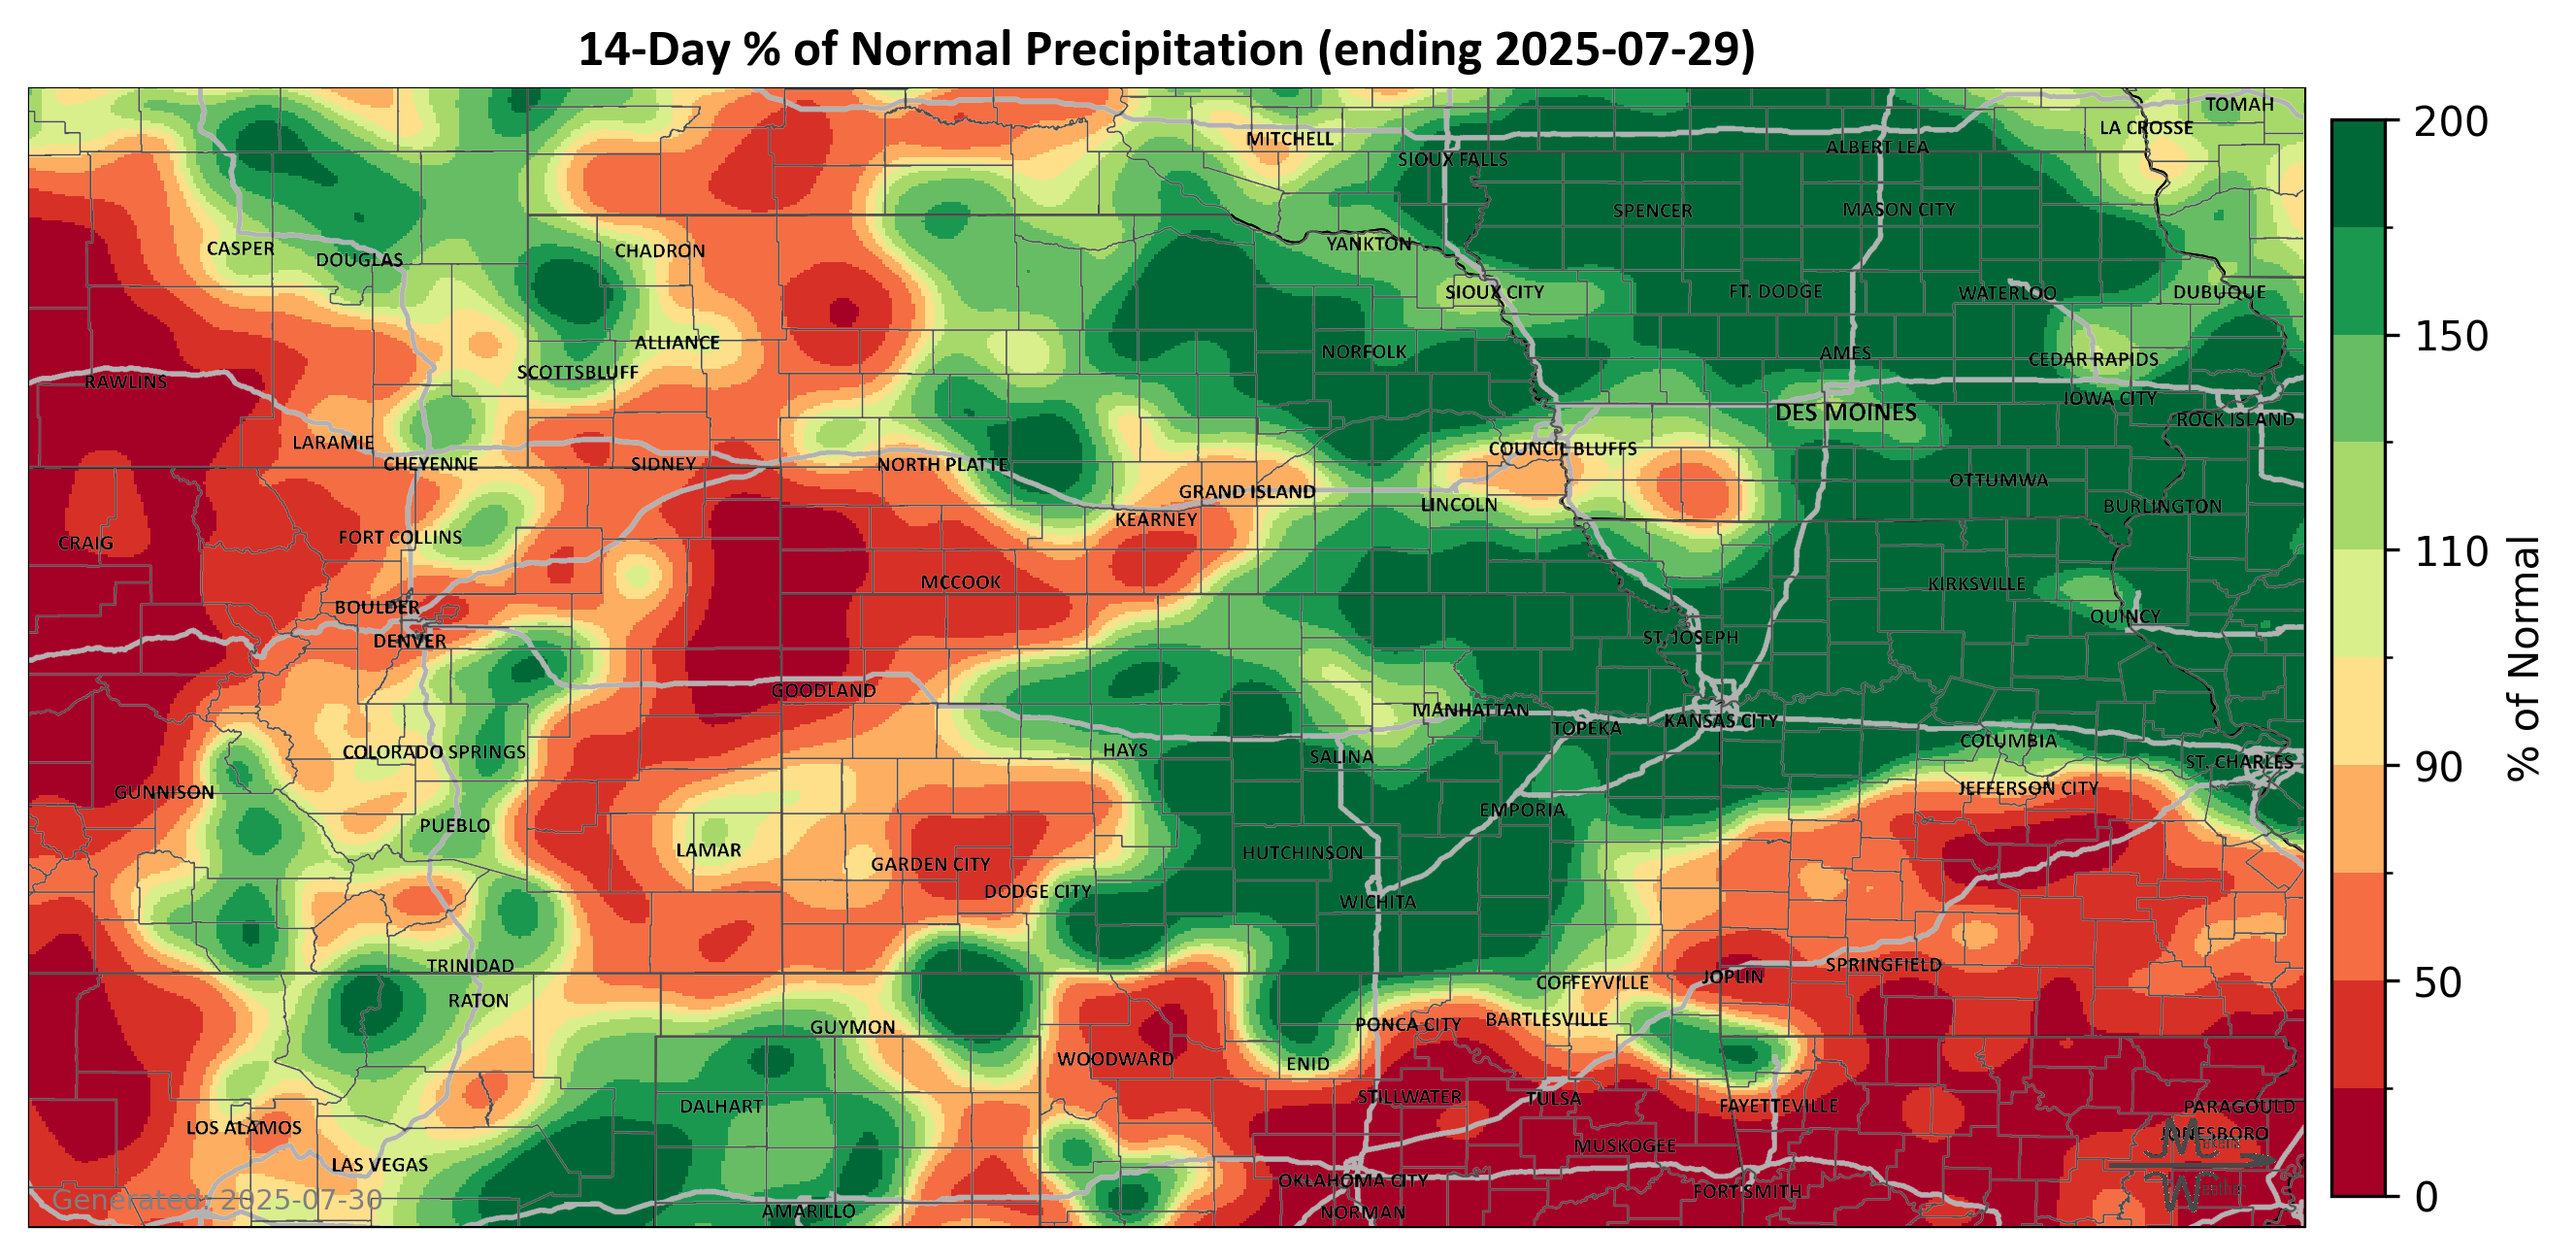 14-Day % of Normal Precipitation (ending 2025-07-29)
TOMAH
LA CROSSE
MITCHELL
ALBERT LEA
SIOUX FALLS
SPENCER
MASON CITY
YANKTON
CASPER
CHADRON
DOUGLAS
SIOUX CITY
FT. DODGE
WATERLOO
DUBUQUE
ALLIANCE
NORFOLK
AMES
CEDAR RAPIDS
SCOTTSBLUFF
RAWLINS
IOWA CITY
DES MOINES
ROCK ISLAND
LARAMIE
COUNCIL BLUFFS
CHEYENNE
SIDNEY
NORTH PLATTE
OTTUMWA
GRAND ISLAND
LINCOLN
BURLINGTON
KEARNEY
FORT COLLINS
CRAIG
MCCOOK
KIRKSVILLE
BOULDER
QUINCY
DENVER
ST. JOSEPH
GOODLAND
MANHATTAN
KANSAS CITY
TOPEKA
COLUMBIA
COLORADO SPRINGS
HAYS
SALINA
ST. CHARLES
GUNNISON
JEFFERSON CITY
EMPORIA
PUEBLO
LAMAR
HUTCHINSON
GARDEN CITY
DODGE CITY
WICHITA
TRINIDAD
SPRINGFIELD
JOPLIN
COFFEYVILLE
RATON
GUYMON
PONCA CITY
BARTLESVILLE
WOODWARD
ENID
STILLWATER
TULSA
DALHART
FAYETTEVILLE
PARAGOULD
LOS ALAMOS
JONESBORO
MUSKOGEE
LAS VEGAS
OKLAHOMA CITY
FORT SMITH
AMARILLO
NORMAN
Generated: 2025-07-30
200
150
110
90
50
0
% of Normal